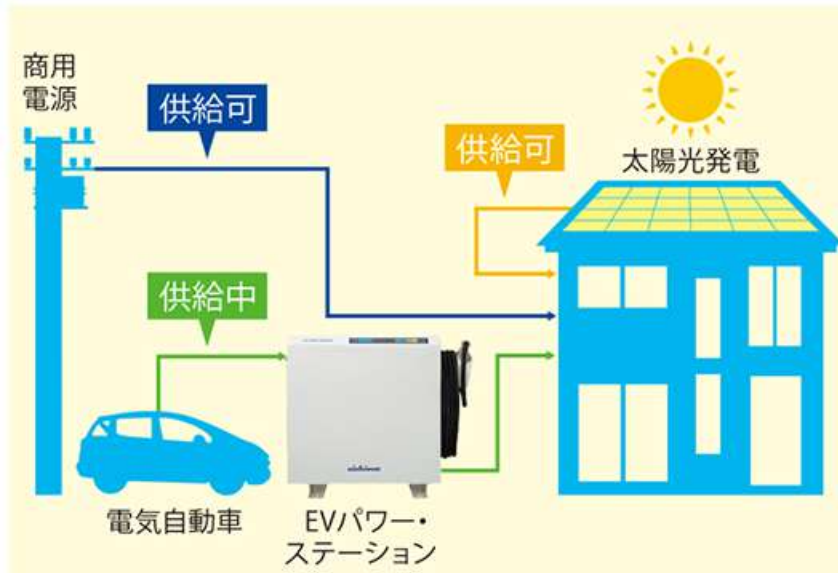 商用
電源
供給可
供給可
太陽光発電
供給中
nichicon
電気自動車
EVパワー・
ステーション